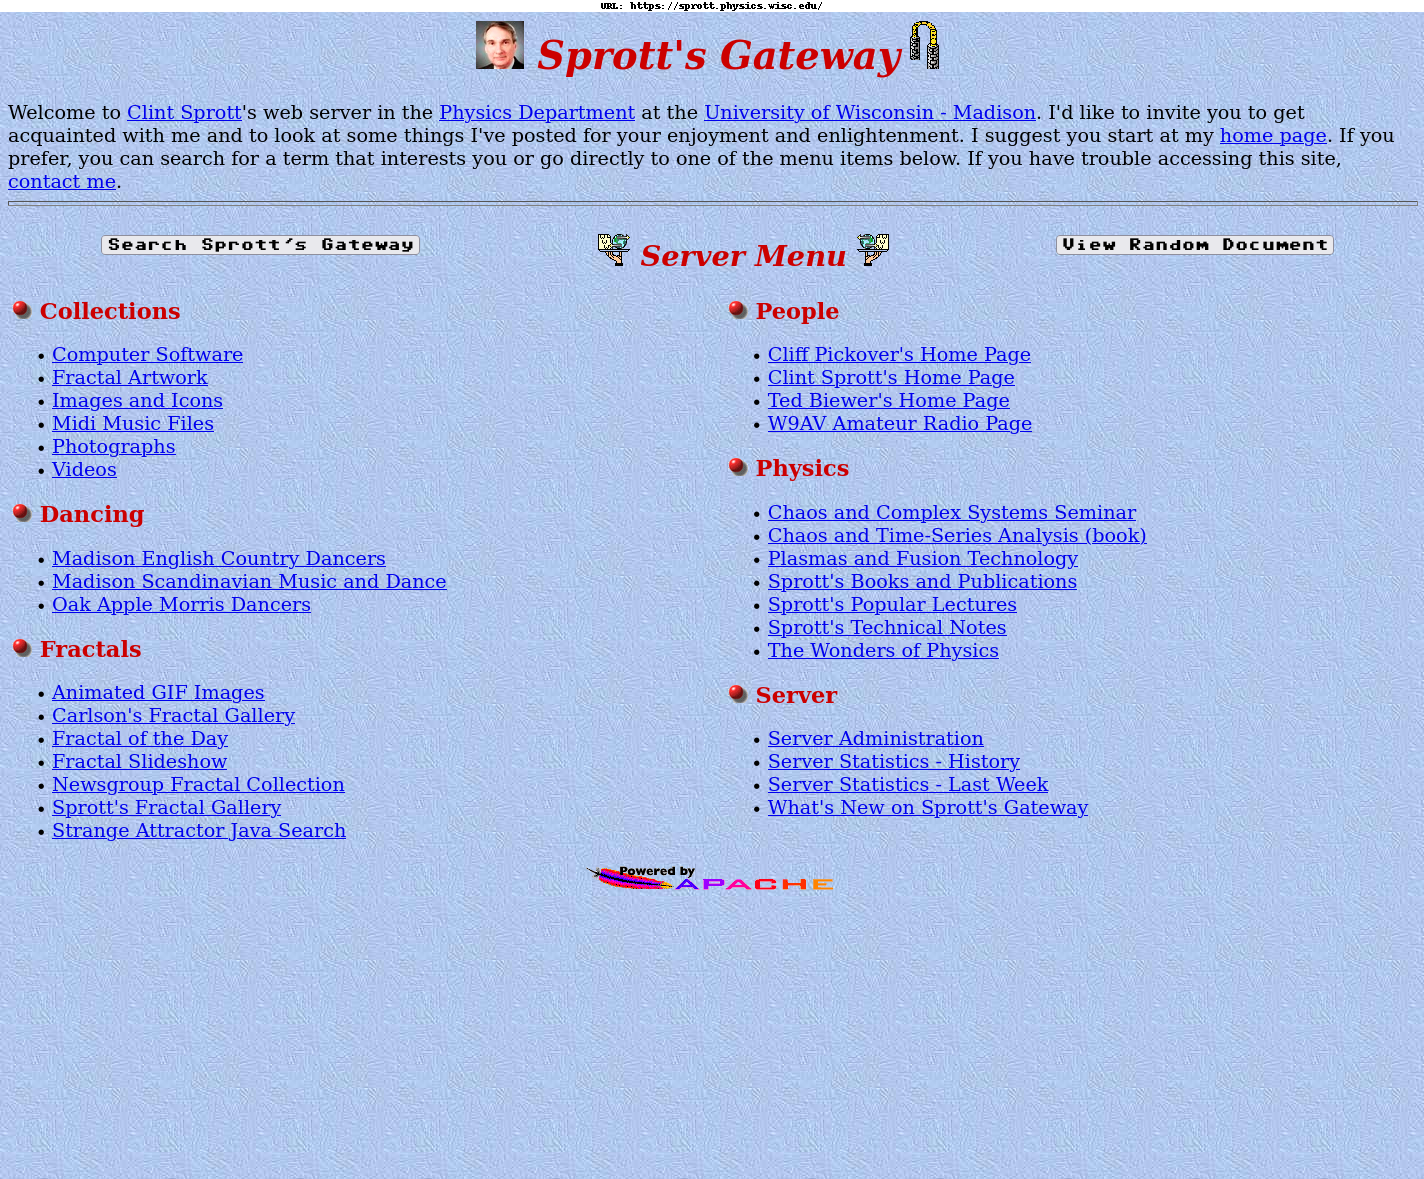 URL: https://sprott.physics.wisc.edu/
Sprott's Gateway
Welcome to Clint Sprott's web server in the Physics Department at the University of Wisconsin - Madison. I'd like to invite you to get
acquainted with me and to look at some things I've posted for your enjoyment and enlightenment. I suggest you start at my home page. If you
prefer, you can search for a term that interests you or go directly to one of the menu items below. If you have trouble accessing this site,
contact me.
Search Sprott's Gateway
Server Menu
View Random Document
Collections
Computer Software
Fractal Artwork
Images and Icons
Midi Music Files
Photographs
Videos
Dancing
Madison English Country Dancers
Madison Scandinavian Music and Dance
Oak Apple Morris Dancers
Fractals
Animated GIF Images
Carlson's Fractal Gallery
Fractal of the Day
Fractal Slideshow
Newsgroup Fractal Collection
Sprott's Fractal Gallery
Strange Attractor Java Search
People
Cliff Pickover's Home Page
Clint Sprott's Home Page
Ted Biewer's Home Page
W9AV Amateur Radio Page
Physics
Chaos and Complex Systems Seminar
Chaos and Time-Series Analysis (book)
Plasmas and Fusion Technology
Sprott's Books and Publications
Sprott's Popular Lectures
Sprott's Technical Notes
The Wonders of Physics
Server
Server Administration
Server Statistics - History
Server Statistics - Last Week
What's New on Sprott's Gateway
Powered by
APACHE